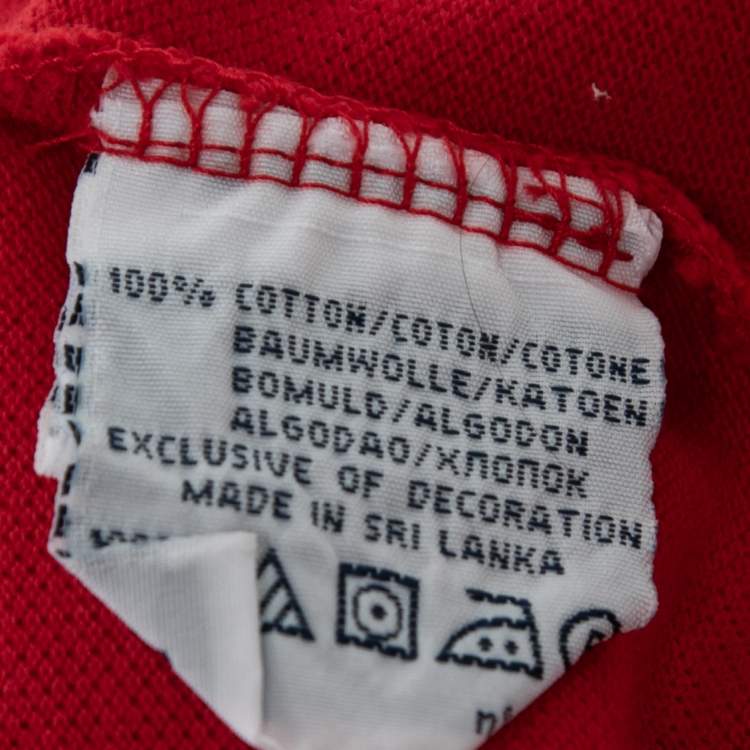 100% COTTON/COTON/COTONE
BAUMWOLLE/KATOEN
BOMULD/ALGODON
ALGODAO/ХЛОПОК
EXCLUSIVE OF DECORATION
MADE IN SRI LANKA